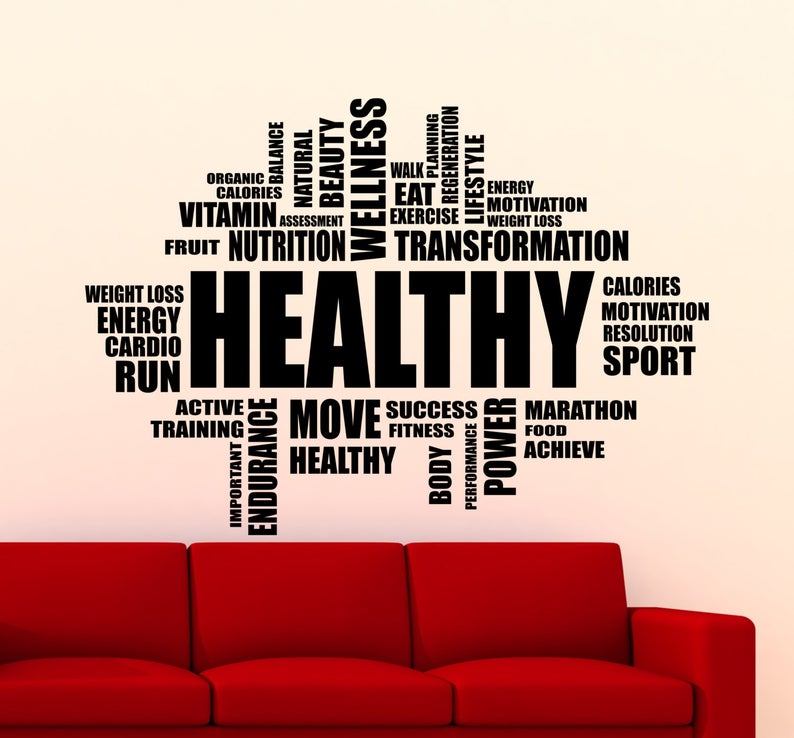 WELLNESS
BALANCE
NATURAL
BEAUTY
PLANNING
REGENERATION
LIFESTYLE
WALK
ORGANIC
CALORIES
EAT
ENERGY
MOTIVATION
VITAMIN
ASSESSMENT
EXERCISE
WEIGHT LOSS
FRUIT
NUTRITION
TRANSFORMATION
HEALTHY
WEIGHT LOSS
ENERGY
CARDIO
RUN
CALORIES
MOTIVATION
RESOLUTION
SPORT
ACTIVE
TRAINING
IMPORTANT
ENDURANCE
MOVE
HEALTHY
SUCCESS
FITNESS
BODY
PERFORMANCE
POWER
MARATHON
FOOD
ACHIEVE